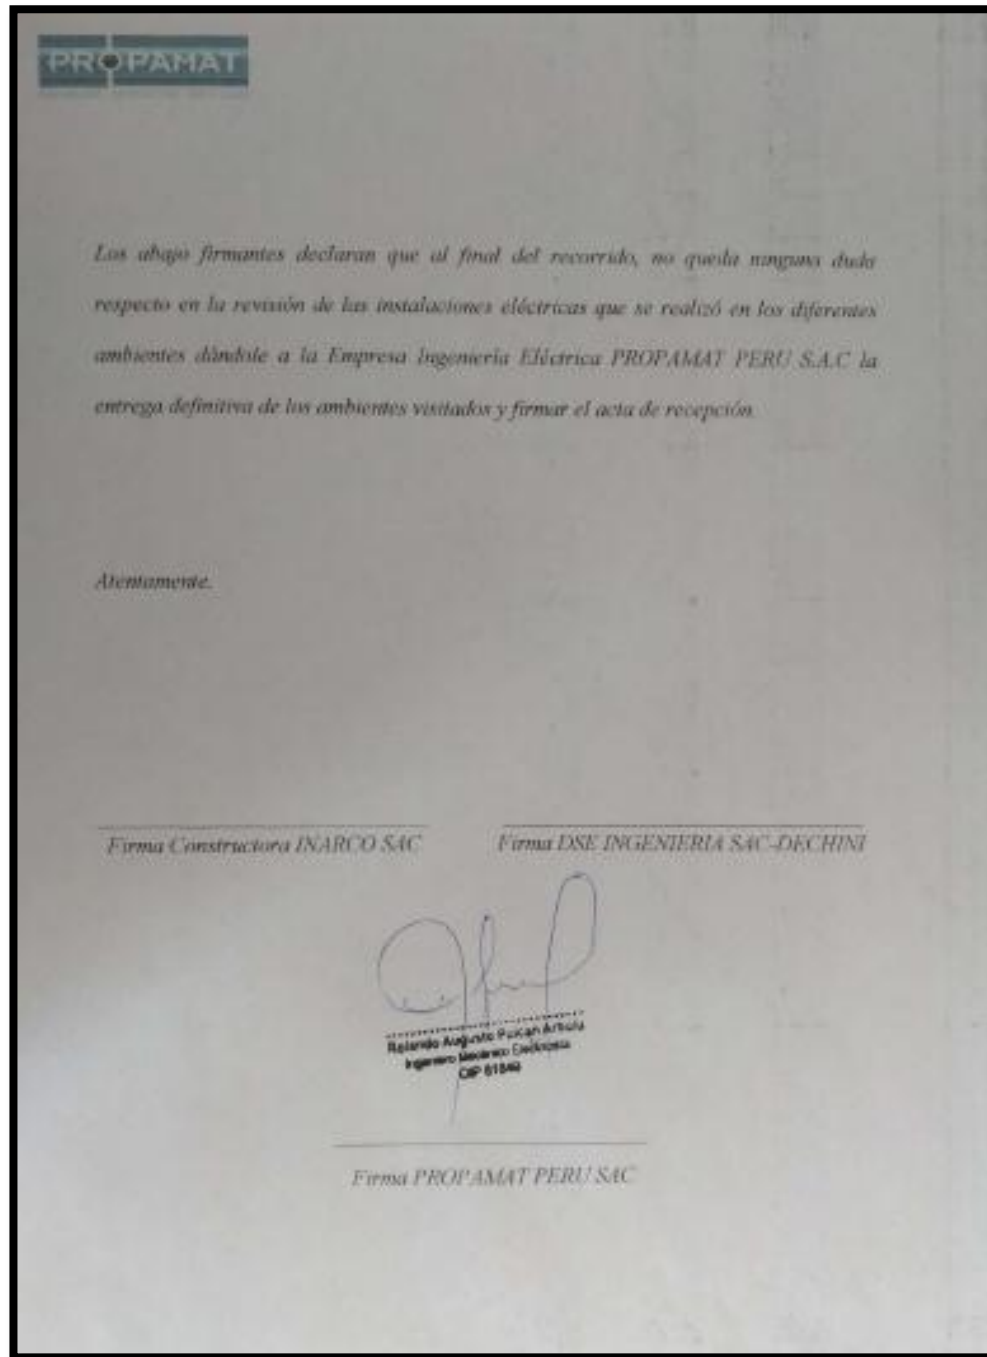 PROPAMAT
Los abajo firmantes declaran que al final del recorrido, no queda ninguna duda
respecto en la revisión de las instalaciones eléctricas que se realizó en los diferentes
ambientes dándole a la Empresa Ingeniería Eléctrica PROPAMAT PERU S.A.C la
entrega definitiva de los ambientes visitados y firmar el acta de recepción.
Atentamente.
Firma Constructora INARCO SAC
Firma DSE INGENIERIA SAC-DECHINI
Rolando Augusto
Ingeniero Mecánico Electricista
CIP
Firma PROPAMAT PERU SAC